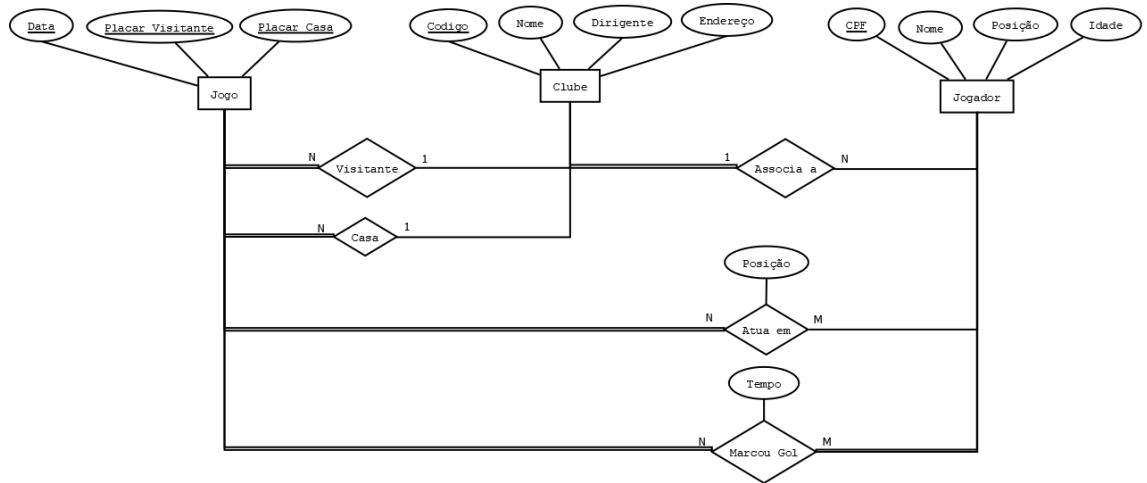 Data
Placar Visitante
Placar Casa
Codigo
Nome
Dirigente
Endereço
CPF
Nome
Posição
Idade
Jogo
Clube
Jogador
N
Visitante
1
1
Associa a
N
N
Casa
1
Posição
N
Atua em
M
Tempo
N
Marcou Gol
M